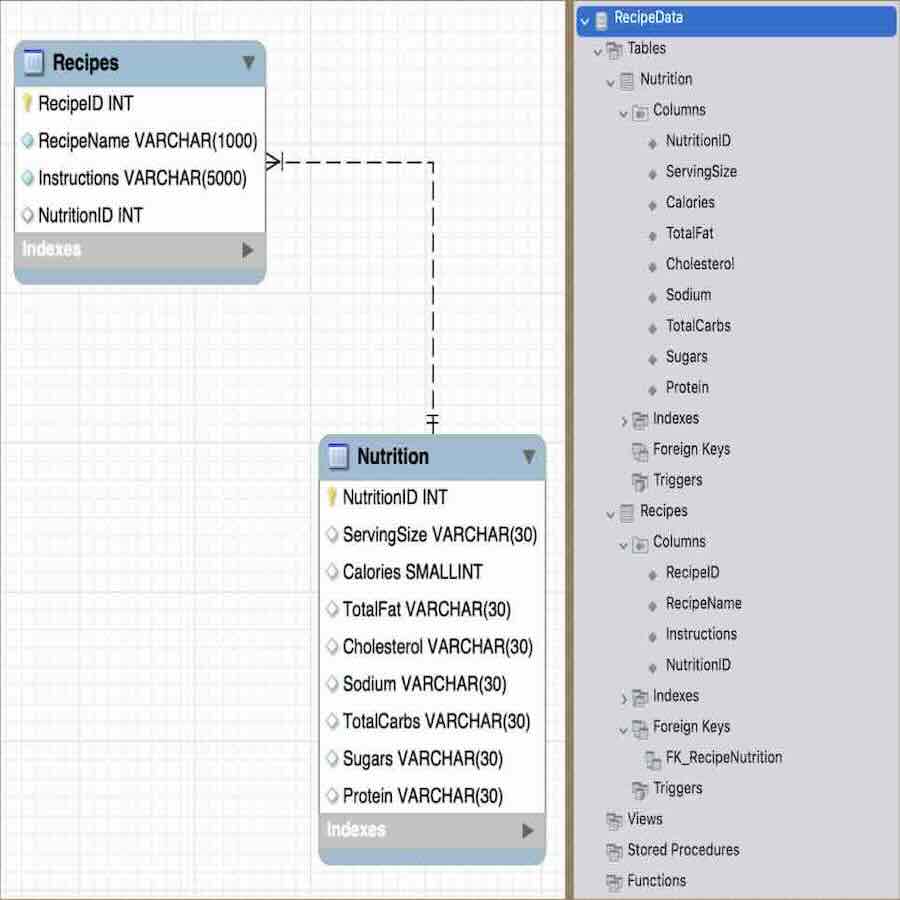 Recipes
RecipeID INT
RecipeName VARCHAR(1000)
Instructions VARCHAR(5000)
NutritionID INT
Indexes
Nutrition
NutritionID INT
ServingSize VARCHAR(30)
Calories SMALLINT
TotalFat VARCHAR(30)
Cholesterol VARCHAR(30)
Sodium VARCHAR(30)
TotalCarbs VARCHAR(30)
Sugars VARCHAR(30)
Protein VARCHAR(30)
Indexes
RecipeData
Tables
Nutrition
Columns
NutritionID
ServingSize
Calories
TotalFat
Cholesterol
Sodium
TotalCarbs
Sugars
Protein
Indexes
Foreign Keys
Triggers
Recipes
Columns
RecipeID
RecipeName
Instructions
NutritionID
Indexes
Foreign Keys
FK_RecipeNutrition
Triggers
Views
Stored Procedures
Functions